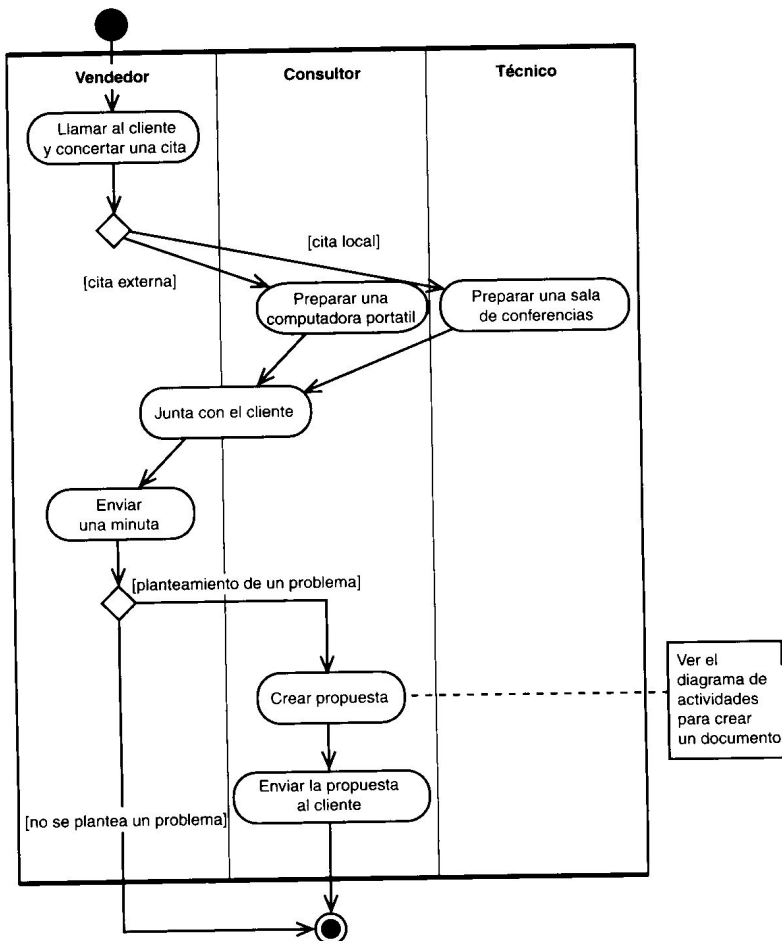 Vendedor
Consultor
Técnico
Llamar al cliente
y concertar una cita
[cita local]
[cita externa]
Preparar una
computadora portatil
Preparar una sala
de conferencias
Junta con el cliente
Enviar
una minuta
[planteamiento de un problema]
Crear propuesta
Ver el
diagrama de
actividades
para crear
un documento
Enviar la propuesta
al cliente
[no se plantea un problema]